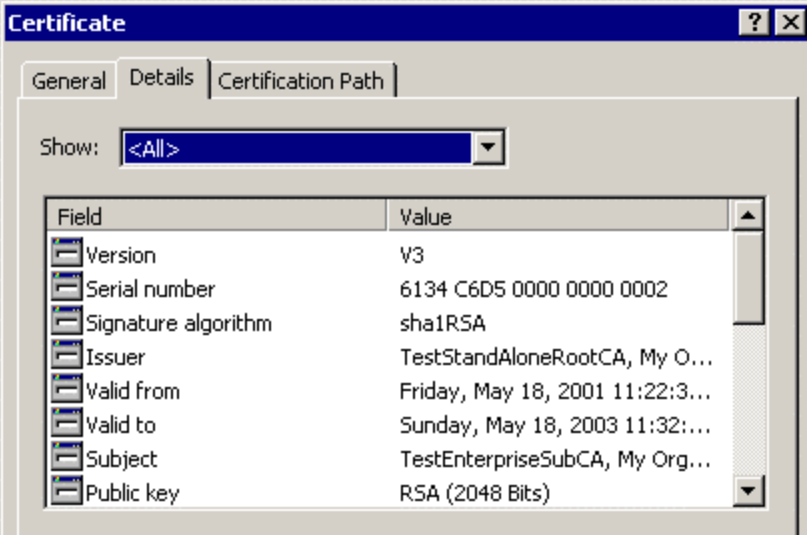 Certificate
General Details Certification Path
Show: <All>
Field Value
Version V3
Serial number 6134 C6D5 0000 0000 0002
Signature algorithm sha1RSA
Issuer TestStandAloneRootCA, My O...
Valid from Friday, May 18, 2001 11:22:3...
Valid to Sunday, May 18, 2003 11:32:...
Subject TestEnterpriseSubCA, My Org...
Public key RSA (2048 Bits)